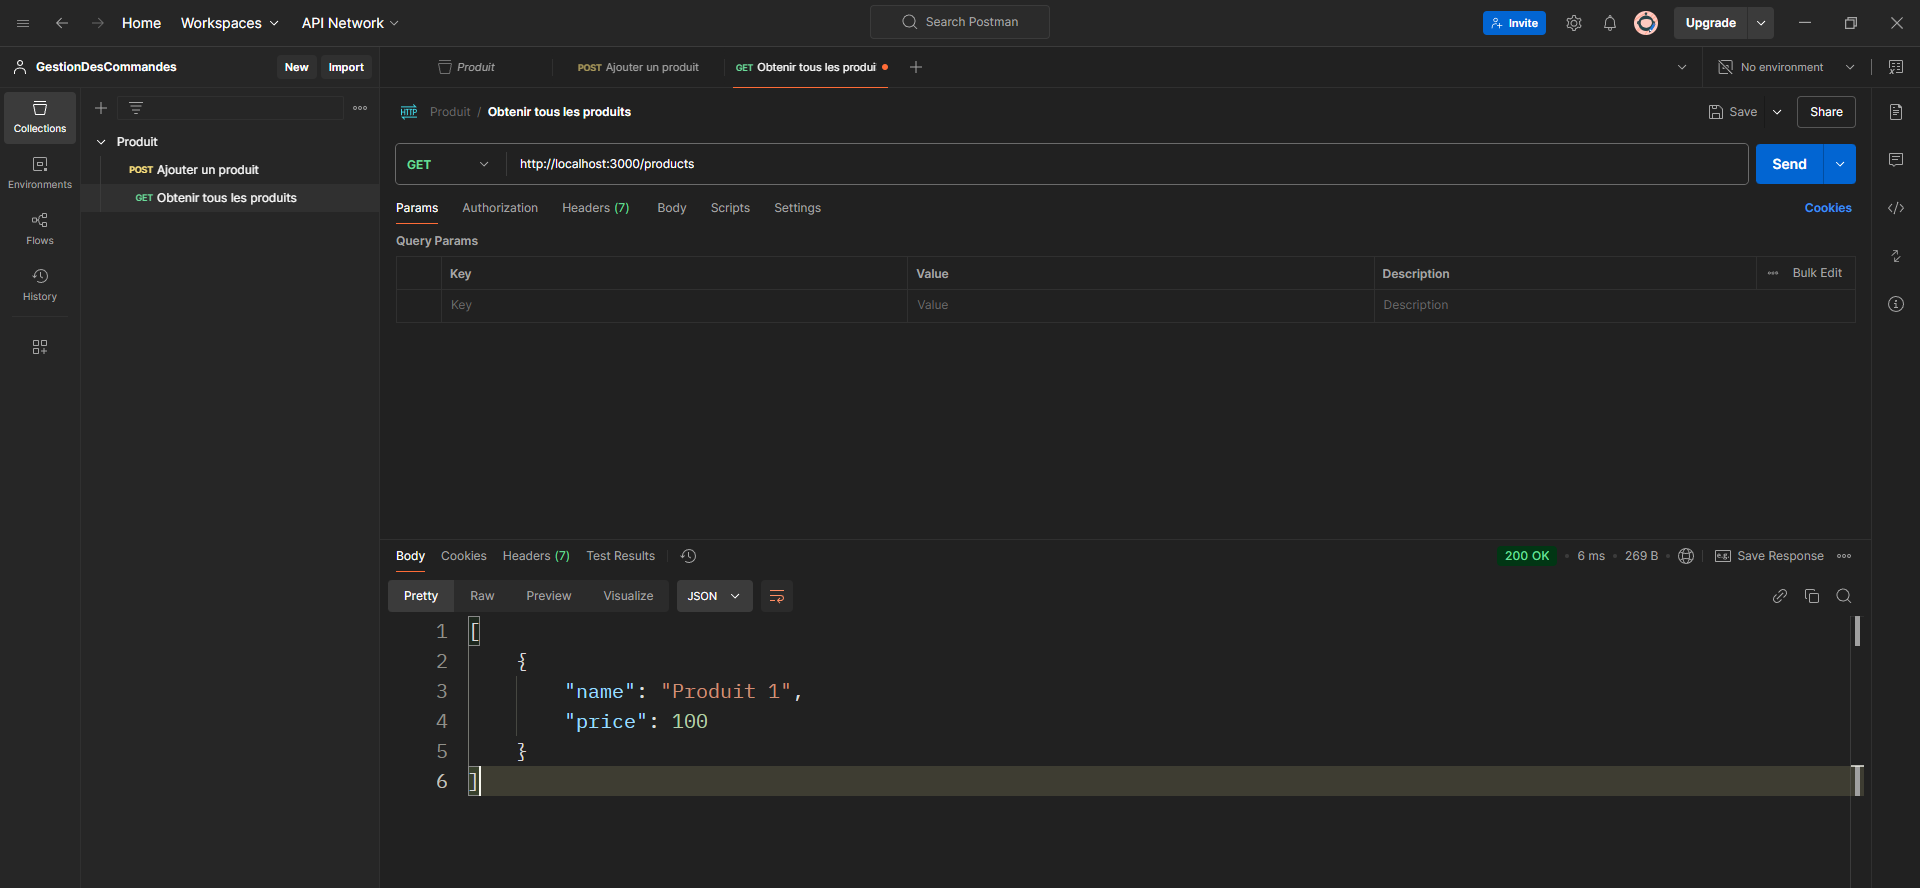 Home Workspaces API Network Search Postman Invite Upgrade
GestionDesCommandes New Import Produit POST Ajouter un produit GET Obtenir tous les produi No environment
Collections
Environments
Flows
History
Produit
POST Ajouter un produit
GET Obtenir tous les produits
HTTP Produit / Obtenir tous les produits Save Share
GET http://localhost:3000/products Send
Params Authorization Headers (7) Body Scripts Settings Cookies
Query Params
Key Value Description Bulk Edit
Key Value Description
Body Cookies Headers (7) Test Results 200 OK 6 ms 269 B e.g. Save Response
Pretty Raw Preview Visualize JSON
1 [
2 {
3 "name": "Produit 1",
4 "price": 100
5 }
6 ]